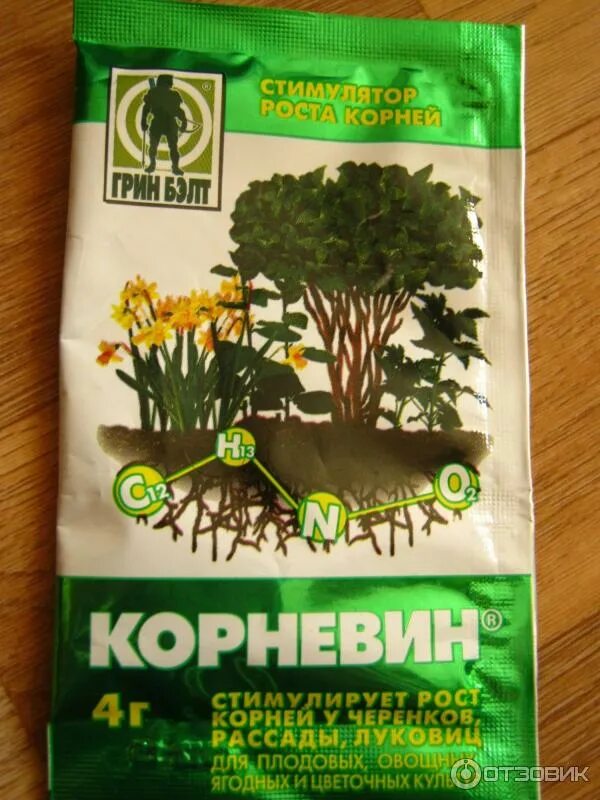 СТИМУЛЯТОР
РОСТА КОРНЕЙ
ГРИН БЭЛТ
®
H13
C12
N
O2
КОРНЕВИН®
4г
СТИМУЛИРУЕТ РОСТ
КОРНЕЙ У ЧЕРЕНКОВ,
РАССАДЫ, ЛУКОВИЦ
ДЛЯ ПЛОДОВЫХ, ОВОЩНЫХ
ЯГОДНЫХ И ЦВЕТОЧНЫХ
ОТЗОВИК